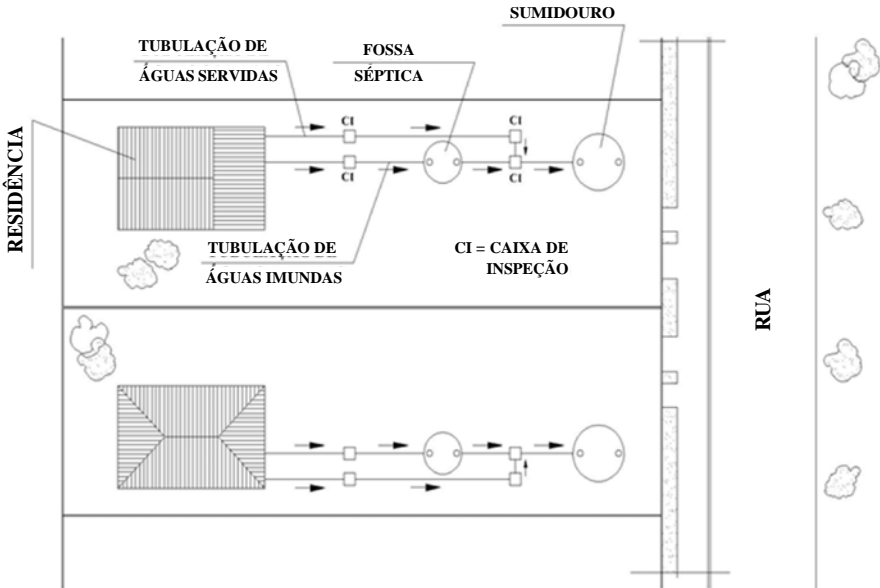 SUMIDOURO
TUBULAÇÃO DE
ÁGUAS SERVIDAS
FOSSA
SÉPTICA
RESIDÊNCIA
CI
CI
CI
CI
TUBULAÇÃO DE
ÁGUAS IMUNDAS
CI = CAIXA DE
INSPEÇÃO
RUA